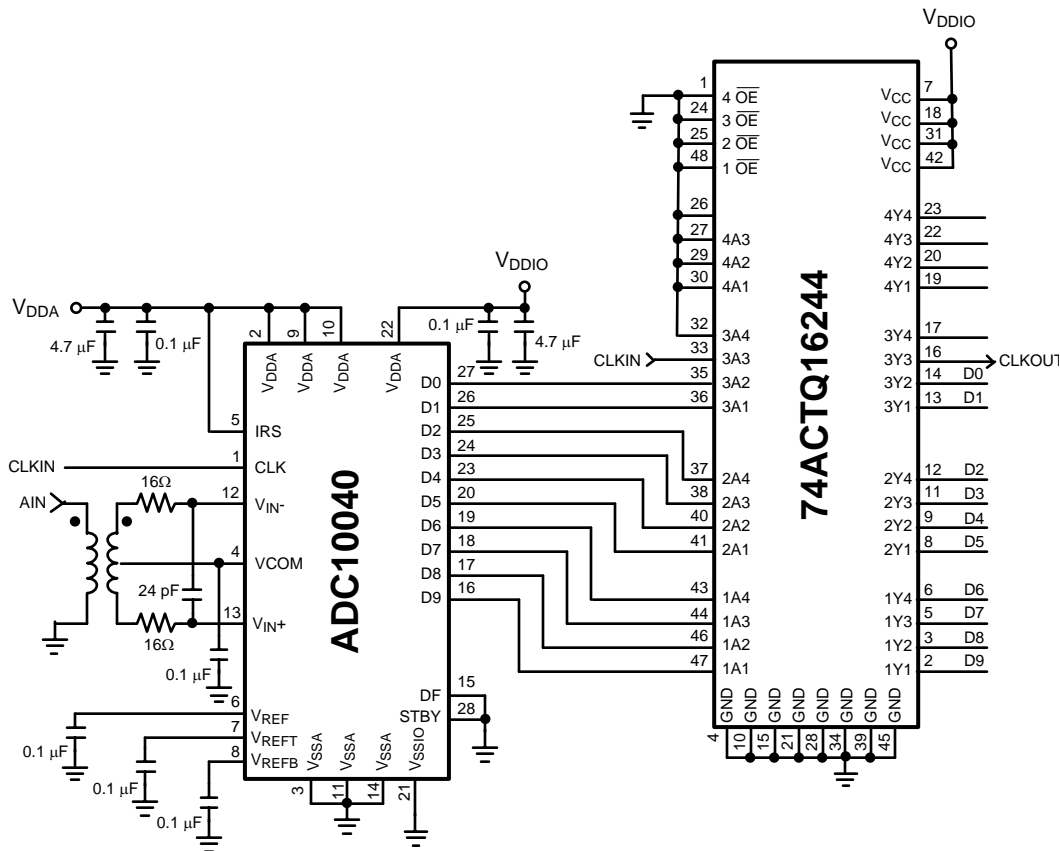 VDDIO
1
4 OE
24
3 OE
25
2 OE
48
1 OE
26
27
4A3
29
4A2
30
4A1
32
3A4
33
3A3
35
3A2
36
3A1
37
2A4
38
2A3
40
2A2
41
2A1
43
1A4
44
1A3
46
1A2
47
1A1
74ACTQ16244
VCC
7
VCC
18
VCC
31
VCC
42
4Y4
23
4Y3
22
4Y2
20
4Y1
19
3Y4
17
3Y3
16
CLKOUT
3Y2
14
D0
3Y1
13
D1
2Y4
12
D2
2Y3
11
D3
2Y2
9
D4
2Y1
8
D5
1Y4
6
D6
1Y3
5
D7
1Y2
3
D8
1Y1
2
D9
GND GND GND GND GND GND GND GND
4 10 15 21 28 34 39 45
CLKIN
VDDIO
0.1 µF
4.7 µF
VDDA
4.7 µF
0.1 µF
2 9 10 22
VDDA VDDA VDDA VDDA
5
IRS
CLKIN
1
CLK
AIN
16Ω
12
VIN-
4
VCOM
24 pF
13
VIN+
16Ω
0.1 µF
6
VREF
7
VREFT
8
VREFB
0.1 µF
0.1 µF
0.1 µF
ADC10040
D0
27
D1
26
D2
25
D3
24
D4
23
D5
20
D6
19
D7
18
D8
17
D9
16
DF
15
STBY
28
VSSA VSSA VSSA VSSIO
3 11 14 21